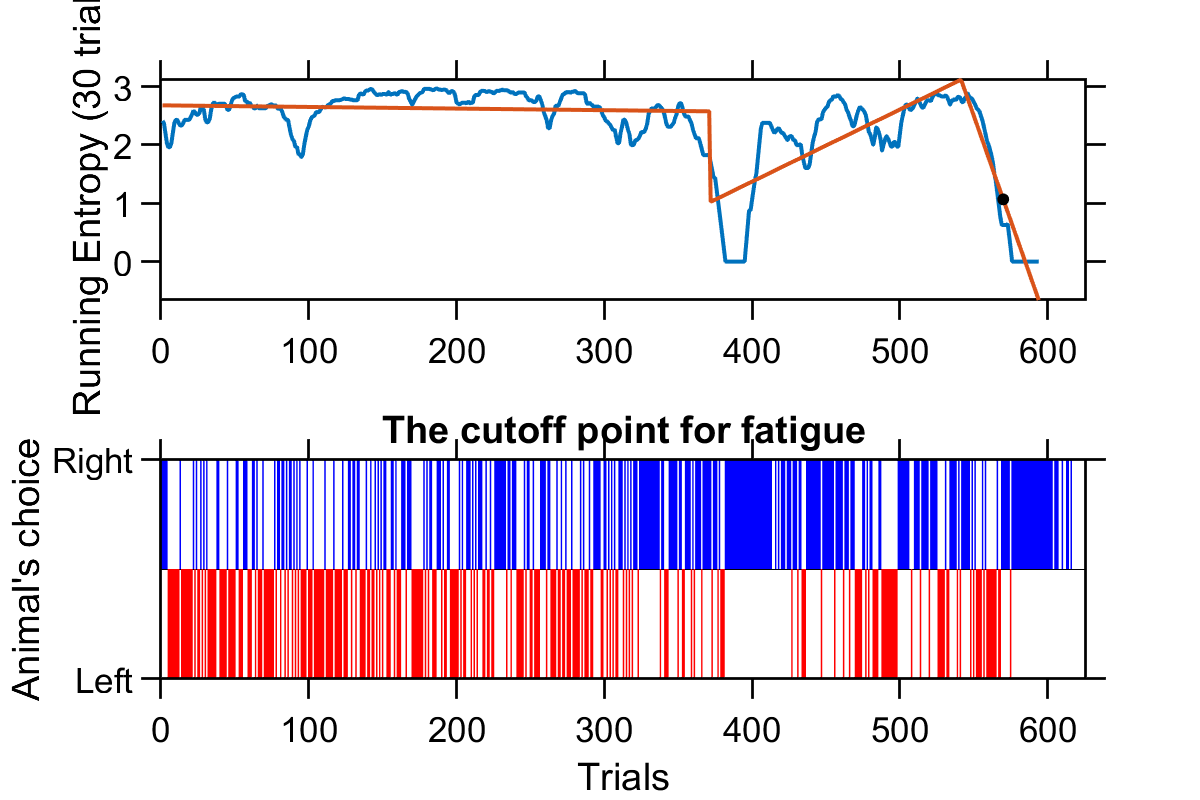 Running Entropy (30 trial
3
2
1
0
0 100 200 300 400 500 600
The cutoff point for fatigue
Animal's choice
Right
Left
0 100 200 300 400 500 600
Trials